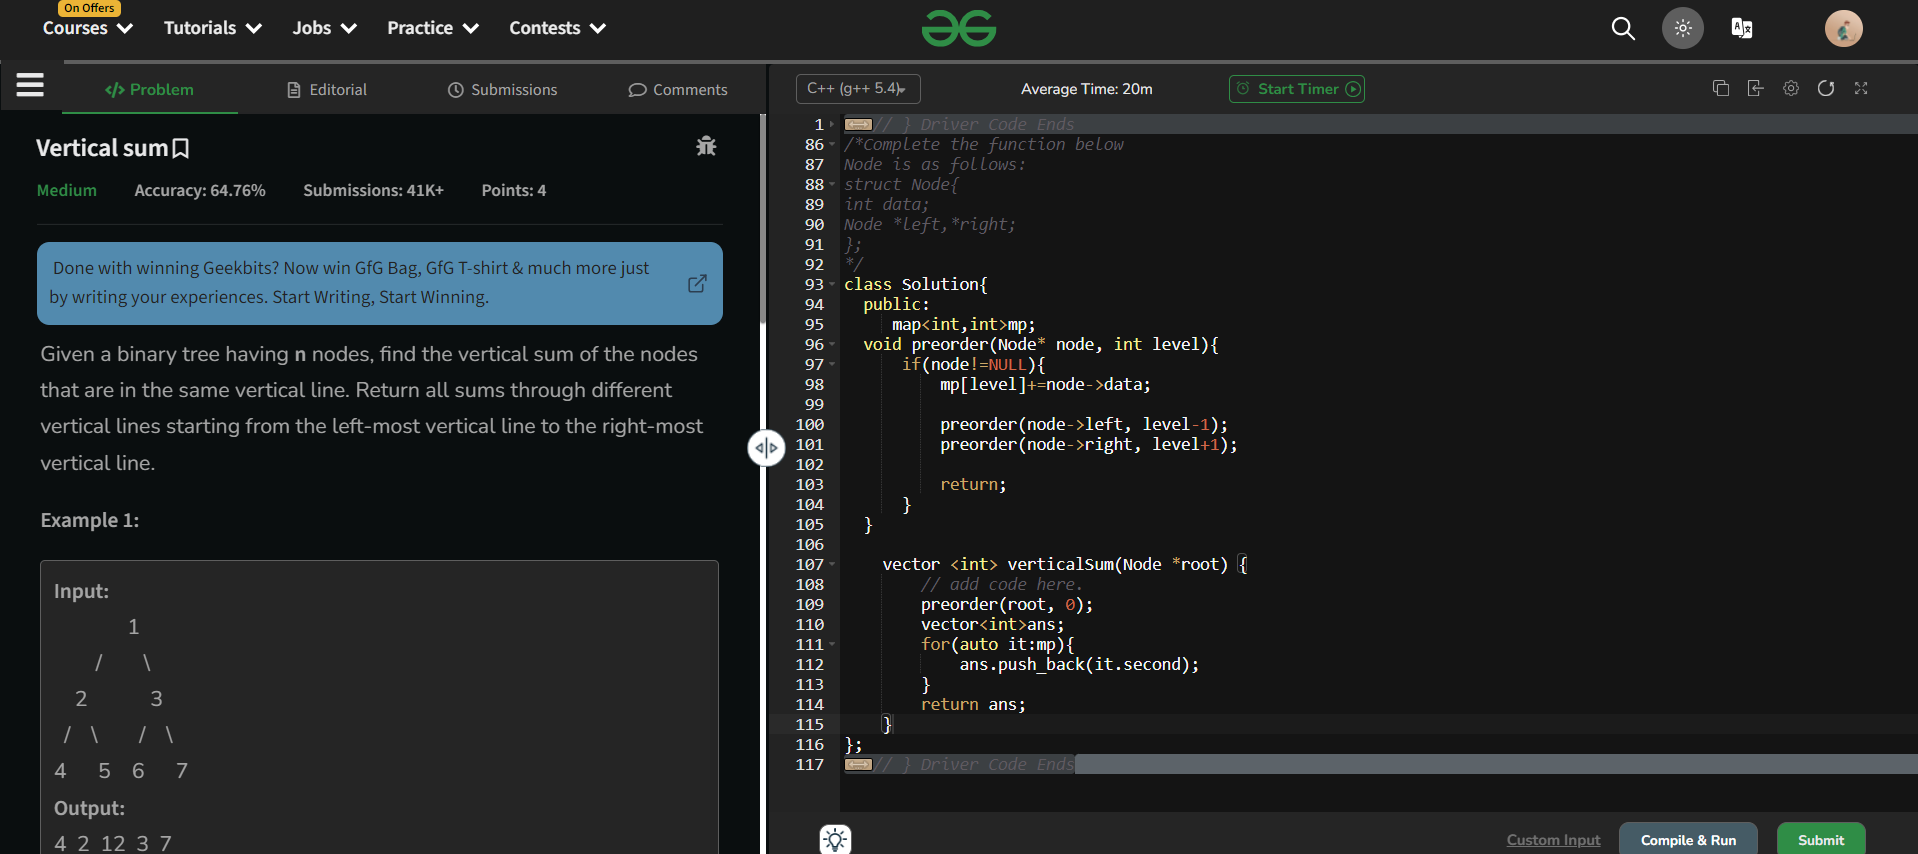 On Offers
Courses Tutorials Jobs Practice Contests
Problem Editorial Submissions Comments
Vertical sum
Medium Accuracy: 64.76% Submissions: 41K+ Points: 4
Done with winning Geekbits? Now win GfG Bag, GfG T-shirt & much more just
by writing your experiences. Start Writing, Start Winning.
Given a binary tree having n nodes, find the vertical sum of the nodes
that are in the same vertical line. Return all sums through different
vertical lines starting from the left-most vertical line to the right-most
vertical line.
Example 1:
Input:
1
/ \
2 3
/ \ / \
4 5 6 7
Output:
4 2 12 3 7
C++ (g++ 5.4) Average Time: 20m Start Timer
1 // } Driver Code Ends
86 /*Complete the function below
87 Node is as follows:
88 struct Node{
89 int data;
90 Node *left,*right;
91 };
92 */
93 class Solution{
94 public:
95 map<int,int>mp;
96 void preorder(Node* node, int level){
97 if(node!=NULL){
98 mp[level]+=node->data;
99
100 preorder(node->left, level-1);
101 preorder(node->right, level+1);
102
103 return;
104 }
105 }
106
107 vector <int> verticalSum(Node *root) {
108 // add code here.
109 preorder(root, 0);
110 vector<int>ans;
111 for(auto it:mp){
112 ans.push_back(it.second);
113 }
114 return ans;
115 }
116 };
117 // } Driver Code Ends
Custom Input Compile & Run Submit